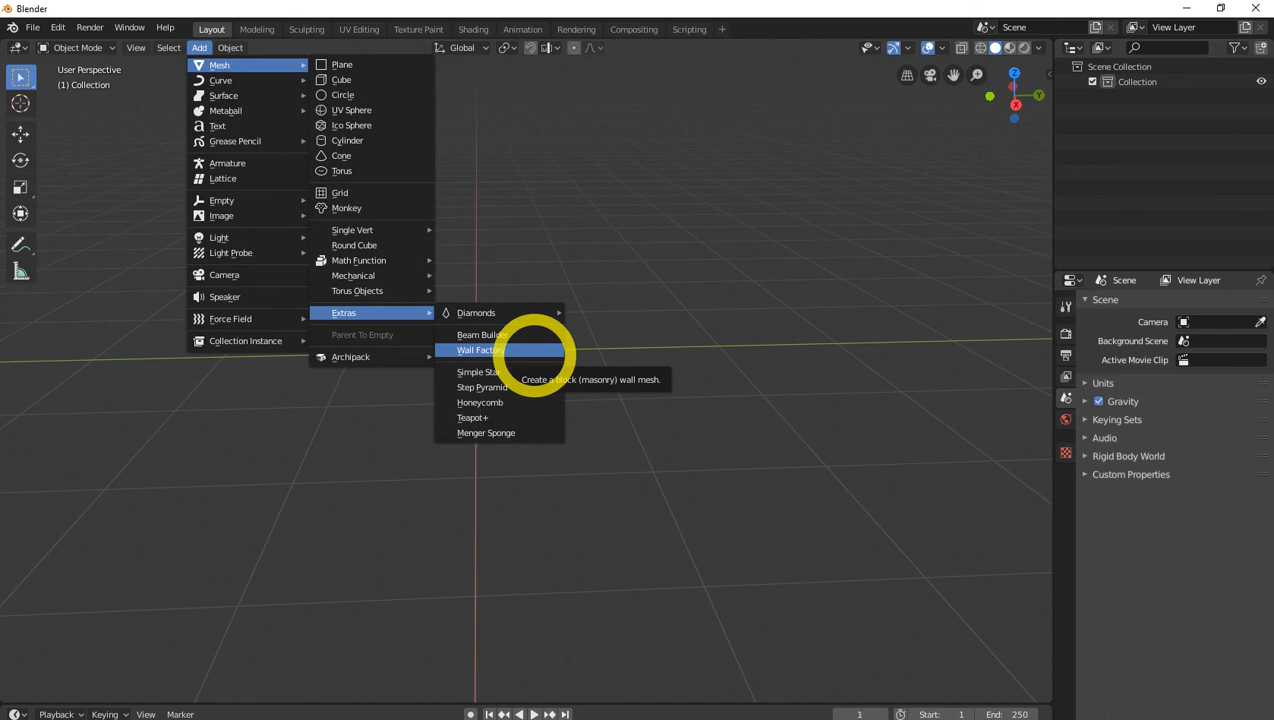 Blender
File Edit Render Window Help
Layout Modeling Sculpting UV Editing Texture Paint Shading Animation Rendering Compositing Scripting +
Scene
View Layer
Object Mode View Select Add Object
Global
User Perspective
(1) Collection
Mesh
Curve
Surface
Metaball
Text
Grease Pencil
Armature
Lattice
Empty
Image
Light
Light Probe
Camera
Speaker
Force Field
Collection Instance
Plane
Cube
Circle
UV Sphere
Ico Sphere
Cylinder
Cone
Torus
Grid
Monkey
Single Vert
Round Cube
Math Function
Mechanical
Torus Objects
Extras
Parent To Empty
Archipack
Diamonds
Beam Builder
Wall Factory
Simple Star
Step Pyramid
Honeycomb
Teapot+
Menger Sponge
Create a block (masonry) wall mesh.
Z
Y
X
Scene Collection
Collection
Scene View Layer
Scene
Camera
Background Scene
Active Movie Clip
Units
Gravity
Keying Sets
Audio
Rigid Body World
Custom Properties
Playback Keying View Marker
1 Start: 1 End: 250